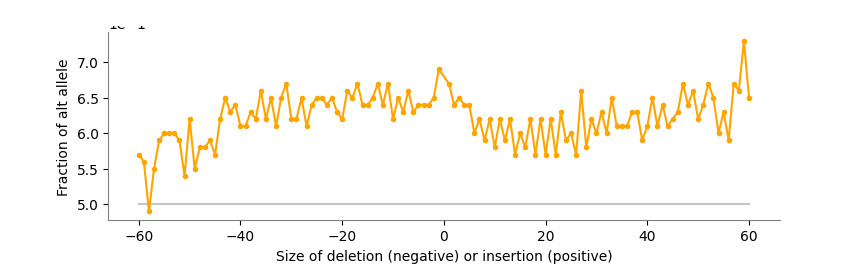 7.0
6.5
6.0
5.5
5.0
Fraction of alt allele
−60 −40 −20 0 20 40 60
Size of deletion (negative) or insertion (positive)